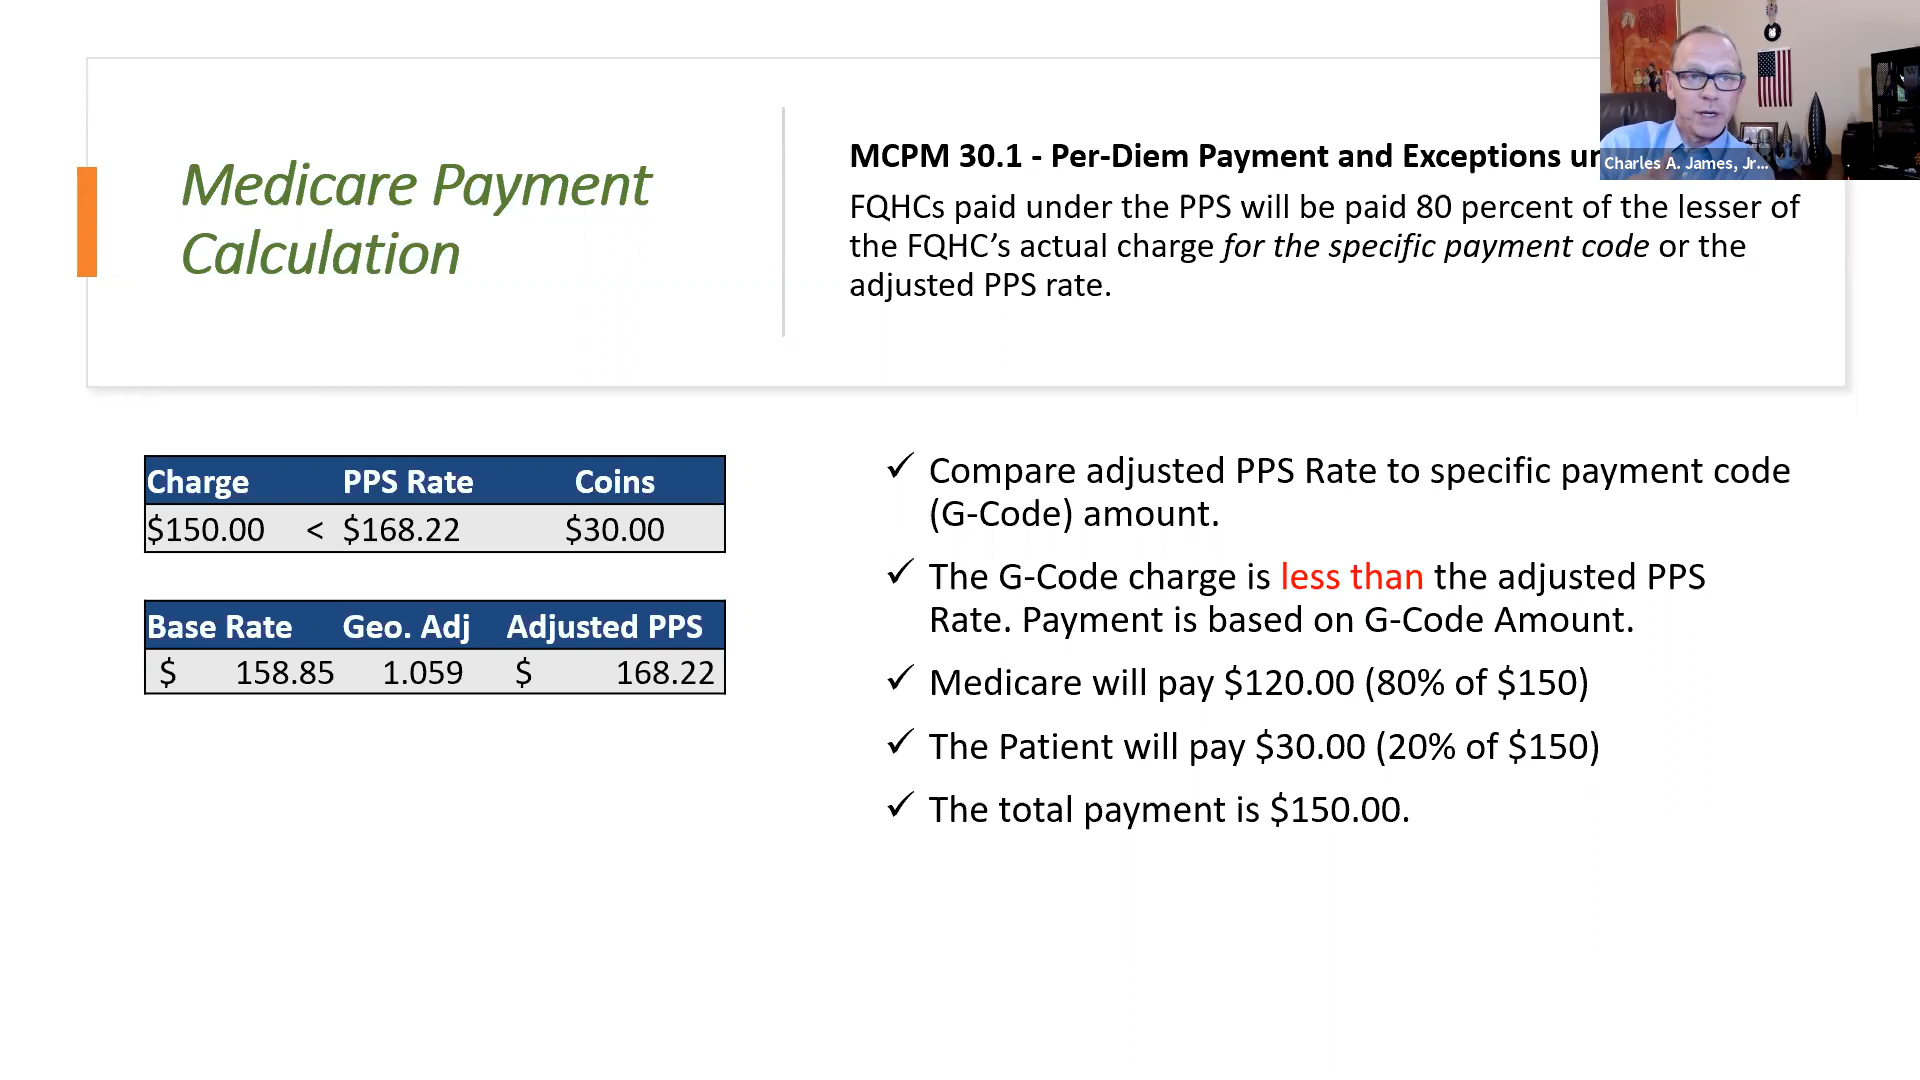 Medicare Payment
Calculation
MCPM 30.1 - Per-Diem Payment and Exceptions
Charles A. James, Jr...
FQHCs paid under the PPS will be paid 80 percent of the lesser of
the FQHC’s actual charge for the specific payment code or the
adjusted PPS rate.
Charge PPS Rate Coins
$150.00 < $168.22 $30.00
Base Rate Geo. Adj Adjusted PPS
$ 158.85 1.059 $ 168.22
✓ Compare adjusted PPS Rate to specific payment code
(G-Code) amount.
✓ The G-Code charge is less than the adjusted PPS
Rate. Payment is based on G-Code Amount.
✓ Medicare will pay $120.00 (80% of $150)
✓ The Patient will pay $30.00 (20% of $150)
✓ The total payment is $150.00.